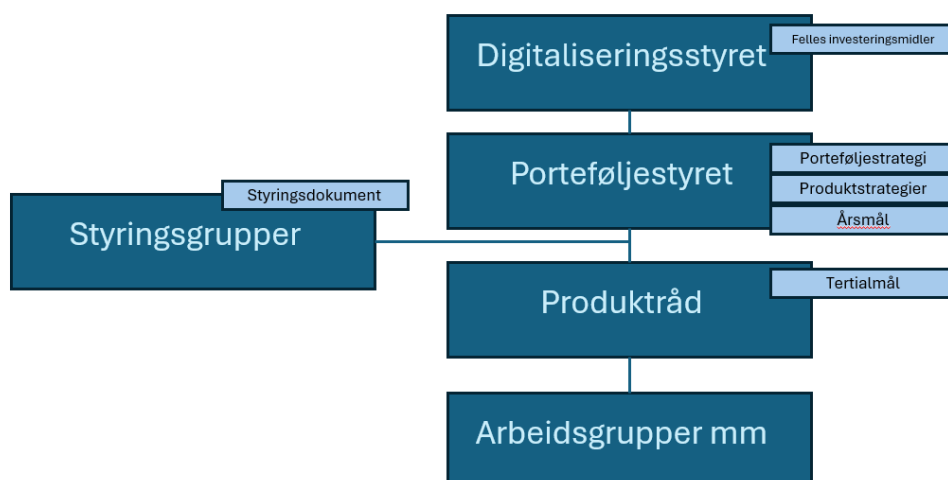 Digitaliseringsstyret
Felles investeringsmidler
Porteføljestyret
Porteføljestrategi
Produktstrategier
Årsmål
Styringsdokument
Styringsgrupper
Produktråd
Tertialmål
Arbeidsgrupper mm